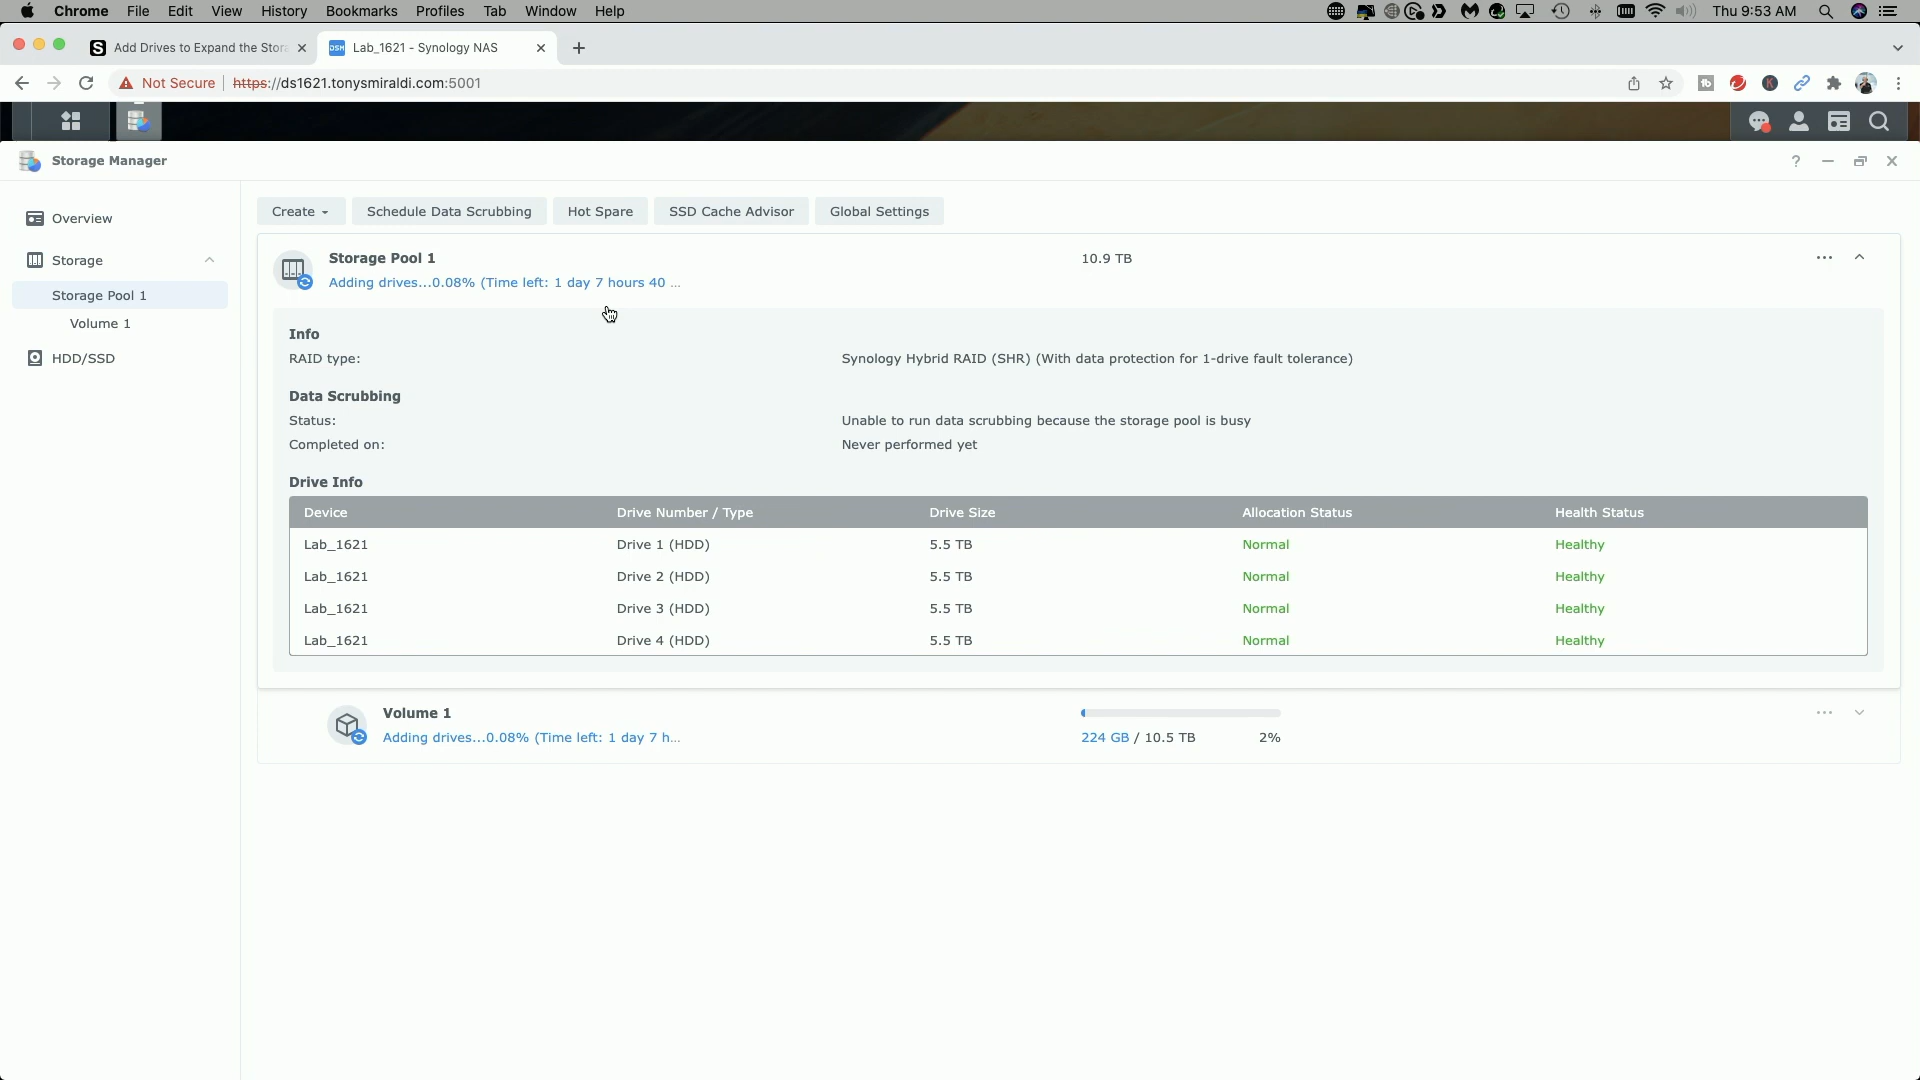 Chrome File Edit View History Bookmarks Profiles Tab Window Help Thu 9:53 AM
S Add Drives to Expand the Stora DSM Lab_1621 - Synology NAS
Not Secure https://ds1621.tonysmiraldi.com:5001
Storage Manager
Overview
Storage
Storage Pool 1
Volume 1
HDD/SSD
Create Schedule Data Scrubbing Hot Spare SSD Cache Advisor Global Settings
Storage Pool 1 10.9 TB
Adding drives...0.08% (Time left: 1 day 7 hours 40 ...
Info
RAID type: Synology Hybrid RAID (SHR) (With data protection for 1-drive fault tolerance)
Data Scrubbing
Status: Unable to run data scrubbing because the storage pool is busy
Completed on: Never performed yet
Drive Info
Device Drive Number / Type Drive Size Allocation Status Health Status
Lab_1621 Drive 1 (HDD) 5.5 TB Normal Healthy
Lab_1621 Drive 2 (HDD) 5.5 TB Normal Healthy
Lab_1621 Drive 3 (HDD) 5.5 TB Normal Healthy
Lab_1621 Drive 4 (HDD) 5.5 TB Normal Healthy
Volume 1
Adding drives...0.08% (Time left: 1 day 7 h... 224 GB / 10.5 TB 2%